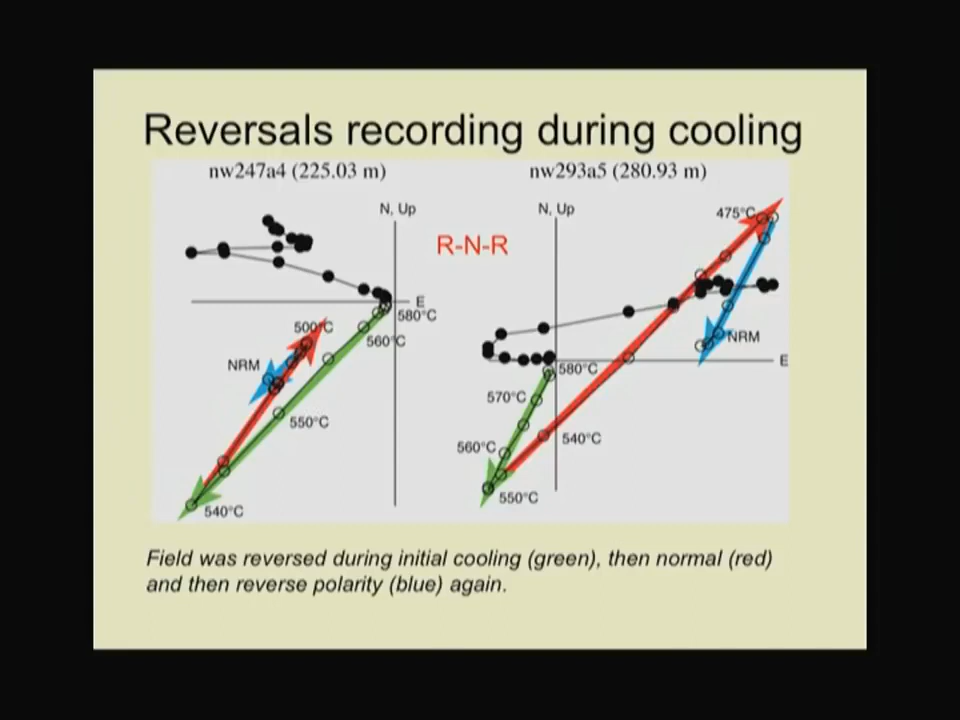 Reversals recording during cooling
nw247a4 (225.03 m)
nw293a5 (280.93 m)
N, Up
E
580°C
560°C
500°C
NRM
550°C
540°C
R-N-R
N, Up
475°C
NRM
E
580°C
570°C
540°C
560°C
550°C
Field was reversed during initial cooling (green), then normal (red)
and then reverse polarity (blue) again.